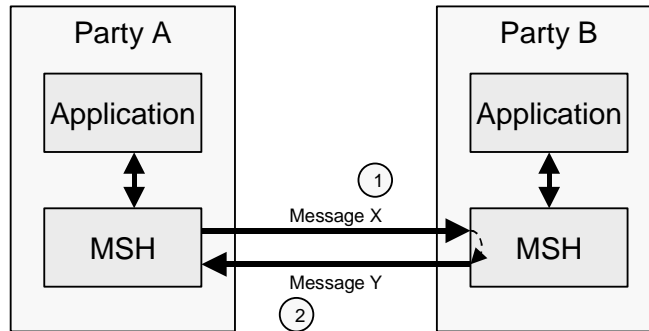 Party A
Party B
Application
Application
1
Message X
MSH
MSH
Message Y
2